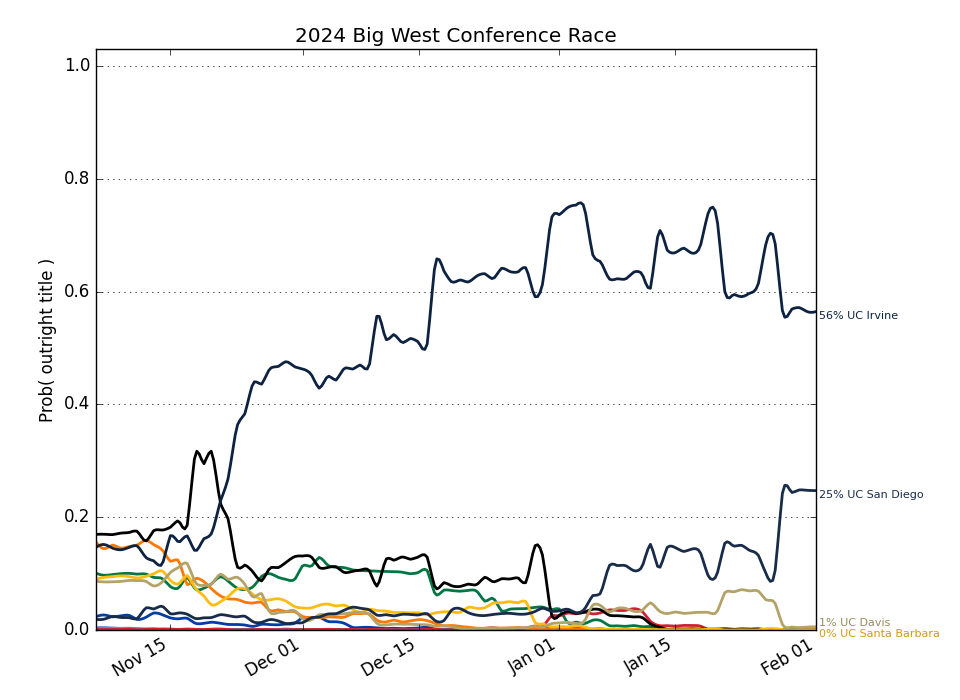 2024 Big West Conference Race
Prob( outright title )
1.0
0.8
0.6
0.4
0.2
0.0
Nov 15
Dec 01
Dec 15
Jan 01
Jan 15
Feb 01
56% UC Irvine
25% UC San Diego
1% UC Davis
0% UC Santa Barbara